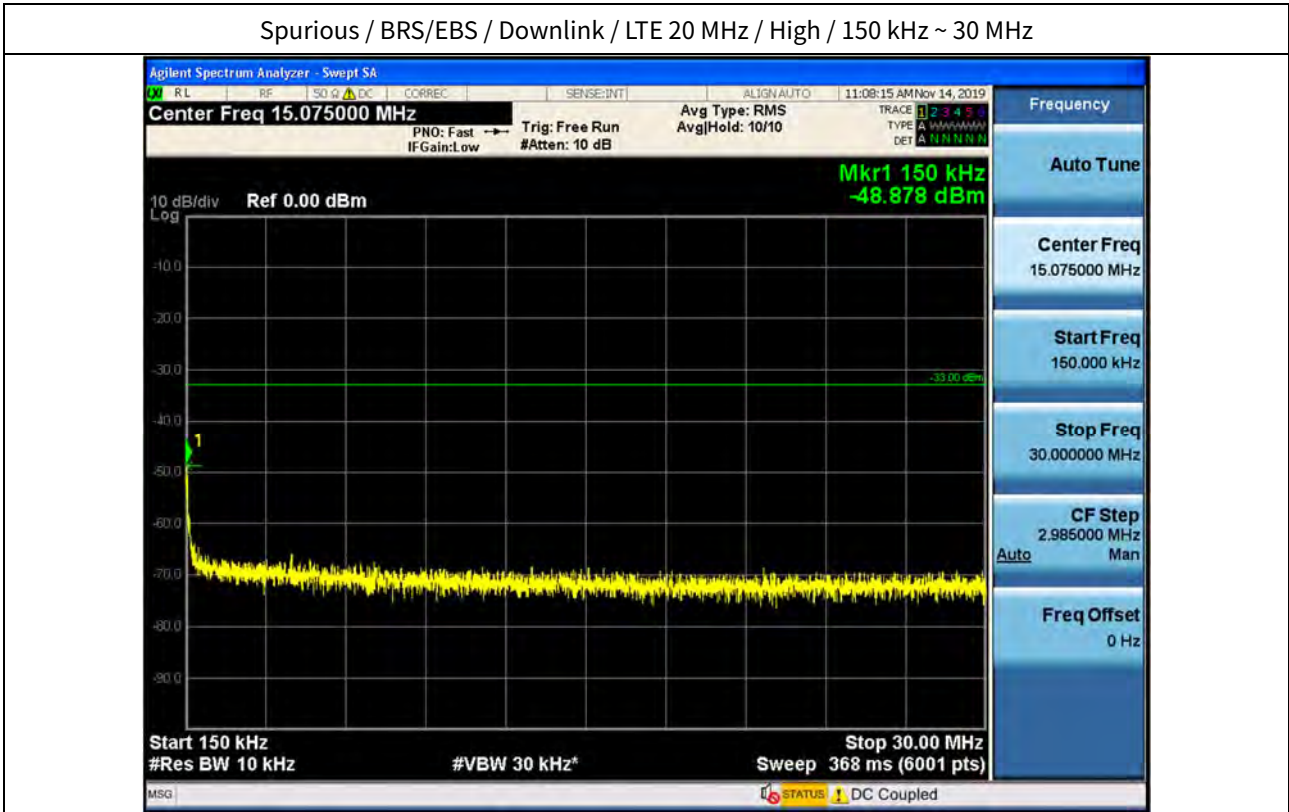 Spurious / BRS/EBS / Downlink / LTE 20 MHz / High / 150 kHz ~ 30 MHz
Agilent Spectrum Analyzer - Swept SA
RL RF 50 Ω DC CORREC SENSE:INT ALIGN AUTO 11:08:15 AM Nov 14, 2019
Center Freq 15.075000 MHz
PNO: Fast Trig: Free Run Avg Type: RMS TRACE 1 2 3 4 5 6
IFGain:Low #Atten: 10 dB Avg|Hold: 10/10 TYPE A WWWWW
DET A N N N N N
Mkr1 150 kHz
-48.878 dBm
10 dB/div Ref 0.00 dBm
Log
-10.0
-20.0
-30.0
-33.00 dBm
-40.0
1
-50.0
-60.0
-70.0
-80.0
-90.0
Start 150 kHz Stop 30.00 MHz
#Res BW 10 kHz #VBW 30 kHz* Sweep 368 ms (6001 pts)
MSG STATUS DC Coupled
Frequency
Auto Tune
Center Freq
15.075000 MHz
Start Freq
150.000 kHz
Stop Freq
30.000000 MHz
CF Step
2.985000 MHz
Auto Man
Freq Offset
0 Hz